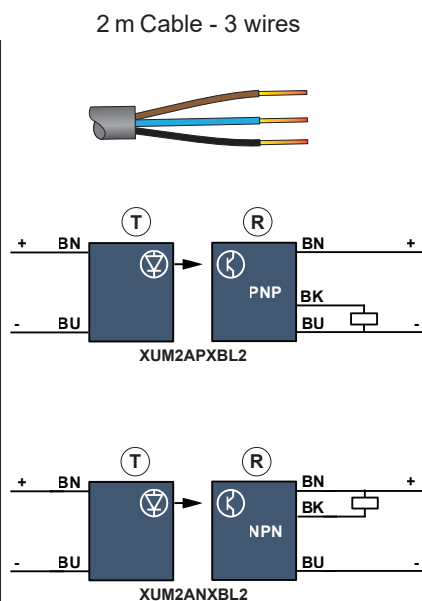 2 m Cable - 3 wires
T R
+ BN BN +
PNP
BK
- BU BU -
XUM2APXBL2
T R
+ BN BN +
BK
NPN
- BU BU -
XUM2ANXBL2